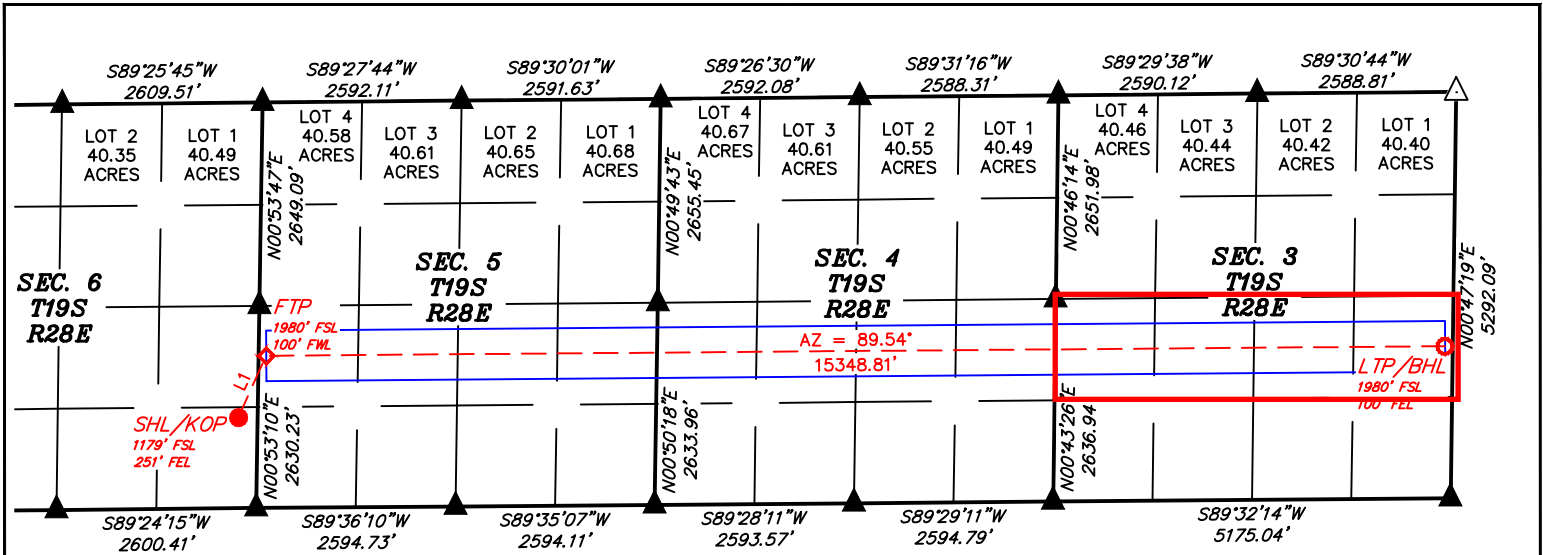 S89°25'45"W
2609.51'
S89°27'44"W
2592.11'
S89°30'01"W
2591.63'
S89°26'30"W
2592.08'
S89°31'16"W
2588.31'
S89°29'38"W
2590.12'
S89°30'44"W
2588.81'
LOT 2
40.35
ACRES
LOT 1
40.49
ACRES
LOT 4
40.58
ACRES
LOT 3
40.61
ACRES
LOT 2
40.65
ACRES
LOT 1
40.68
ACRES
LOT 4
40.67
ACRES
LOT 3
40.61
ACRES
LOT 2
40.55
ACRES
LOT 1
40.49
ACRES
LOT 4
40.46
ACRES
LOT 3
40.44
ACRES
LOT 2
40.42
ACRES
LOT 1
40.40
ACRES
N00°53'47"E
2649.09'
N00°49'43"E
2655.45'
N00°46'14"E
2651.98'
N00°47'19"E
5292.09'
SEC. 6
T19S
R28E
SEC. 5
T19S
R28E
SEC. 4
T19S
R28E
SEC. 3
T19S
R28E
FTP
1980' FSL
100' FWL
AZ = 89.54°
15348.81'
LTP/BHL
1980' FSL
100' FEL
L1
SHL/KOP
1179' FSL
251' FEL
N00°53'10"E
2630.23'
N00°50'18"E
2633.96'
N00°43'26"E
2636.94'
S89°24'15"W
2600.41'
S89°36'10"W
2594.73'
S89°35'07"W
2594.11'
S89°28'11"W
2593.57'
S89°29'11"W
2594.79'
S89°32'14"W
5175.04'